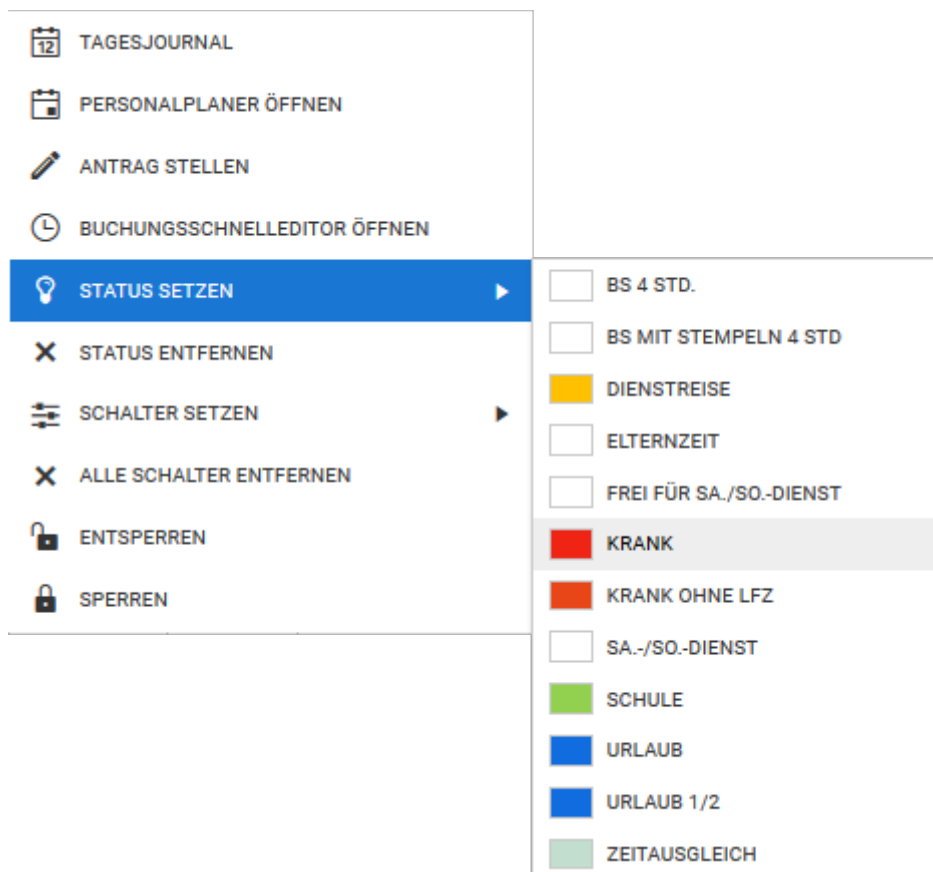 12
TAGESJOURNAL
PERSONALPLANER ÖFFNEN
ANTRAG STELLEN
BUCHUNGSSCHNELLEDITOR ÖFFNEN
STATUS SETZEN
STATUS ENTFERNEN
SCHALTER SETZEN
ALLE SCHALTER ENTFERNEN
ENTSPERREN
SPERREN
BS 4 STD.
BS MIT STEMPELN 4 STD
DIENSTREISE
ELTERNZEIT
FREI FÜR SA./SO.-DIENST
KRANK
KRANK OHNE LFZ
SA.-/SO.-DIENST
SCHULE
URLAUB
URLAUB 1/2
ZEITAUSGLEICH